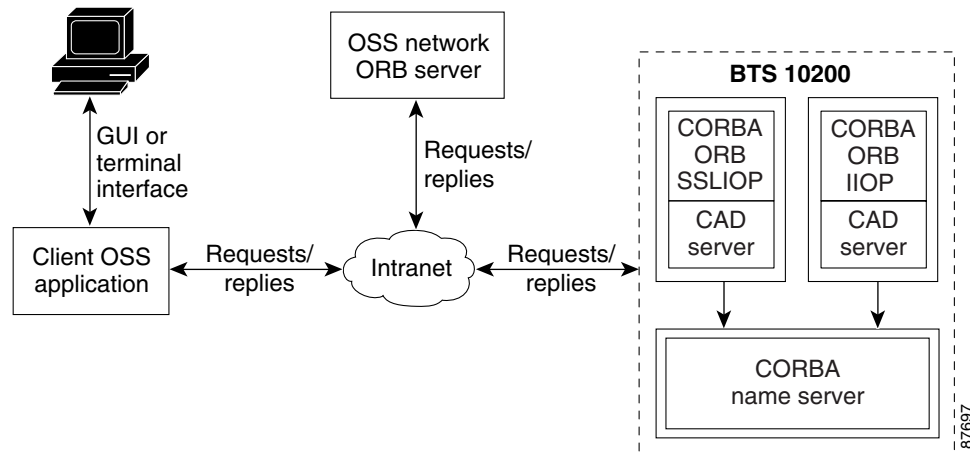 OSS network
ORB server
BTS 10200
GUI or
terminal
interface
Requests/
replies
CORBA
ORB
SSLIOP
CAD
server
CORBA
ORB
IIOP
CAD
server
Client OSS
application
Requests/
replies
Intranet
Requests/
replies
CORBA
name server
87697